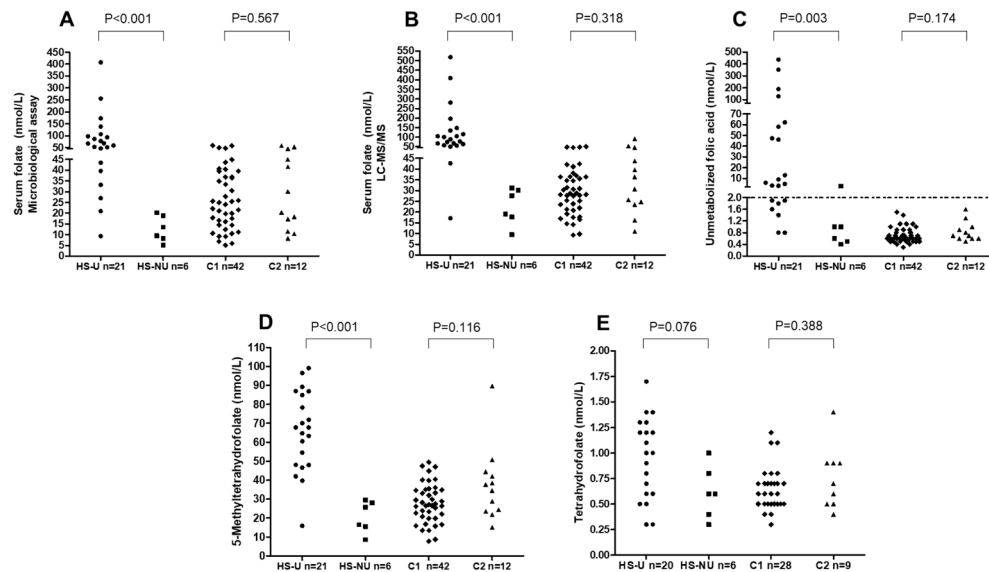 A
P<0.001
P=0.567
Serum folate (nmol/L)
Microbiological assay
450
400
350
300
250
200
150
100
50
45
40
35
30
25
20
15
10
5
0
HS-U n=21
HS-NU n=6
C1 n=42
C2 n=12
B
P<0.001
P=0.318
Serum folate (nmol/L)
LC-MS/MS
550
500
450
400
350
300
250
200
150
100
50
45
40
35
30
25
20
15
10
5
0
HS-U n=21
HS-NU n=6
C1 n=42
C2 n=12
C
P=0.003
P=0.174
Unmetabolized folic acid (nmol/L)
500
400
300
200
100
70
60
50
40
30
20
10
2.0
1.6
1.2
0.8
0.4
0.0
HS-U n=21
HS-NU n=6
C1 n=42
C2 n=12
D
P<0.001
P=0.116
5-Methyltetrahydrofolate (nmol/L)
110
100
90
80
70
60
50
40
30
20
10
0
HS-U n=21
HS-NU n=6
C1 n=42
C2 n=12
E
P=0.076
P=0.388
Tetrahydrofolate (nmol/L)
2.00
1.75
1.50
1.25
1.00
0.75
0.50
0.25
0.00
HS-U n=20
HS-NU n=6
C1 n=28
C2 n=9